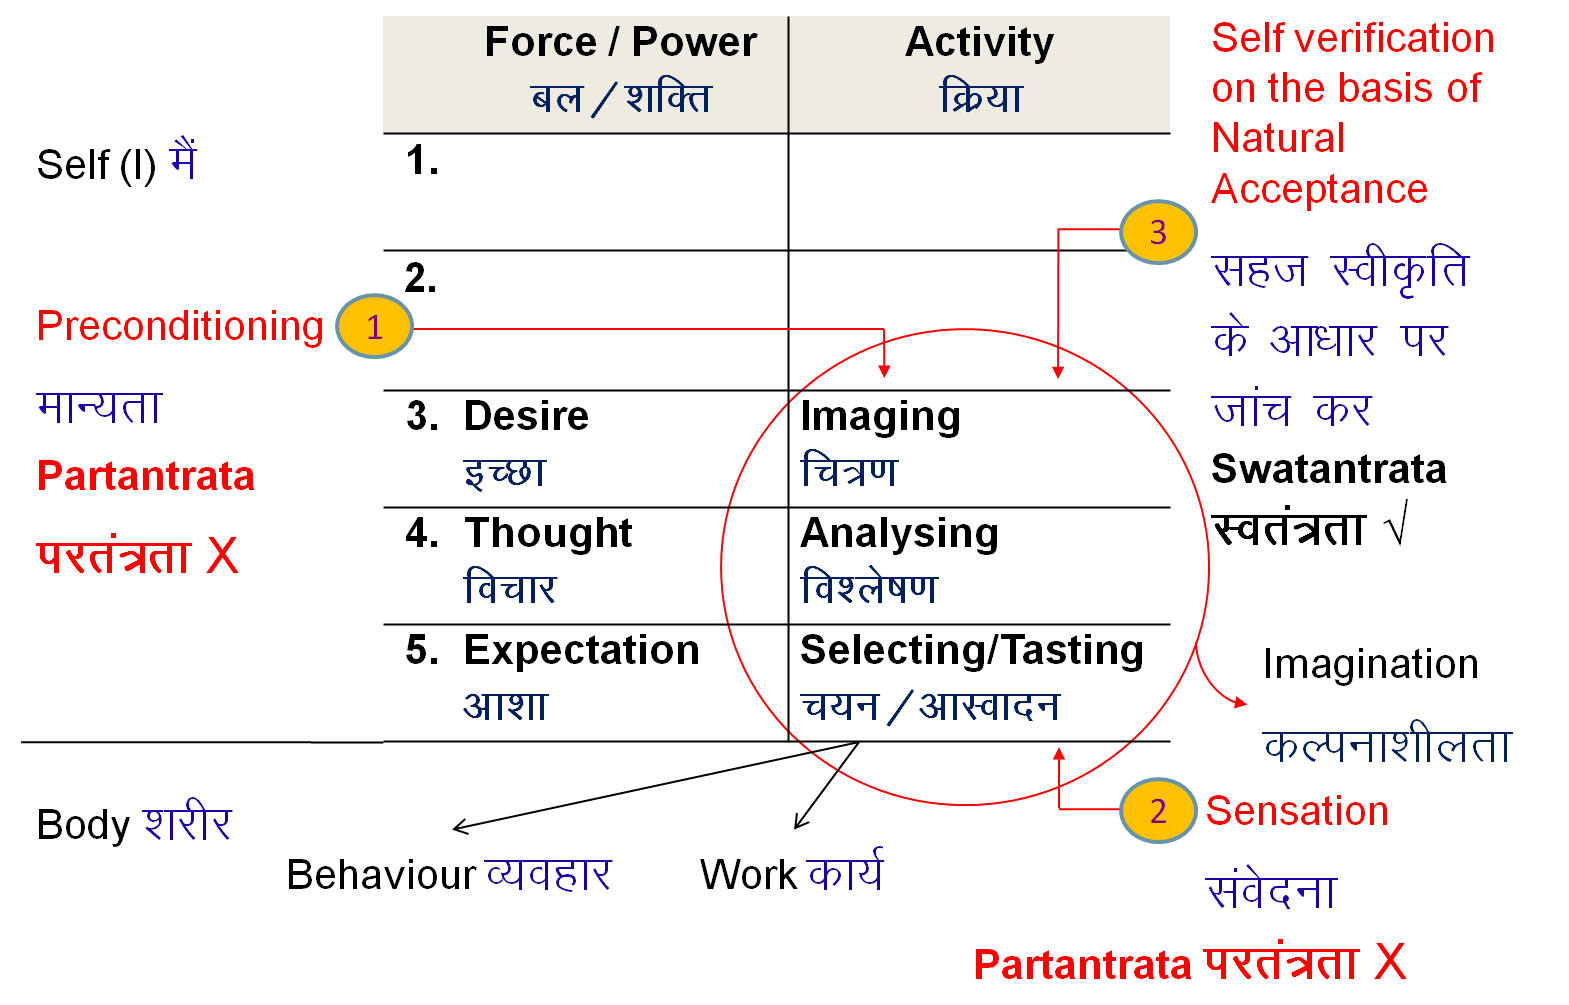 Force / Power
बल / शक्ति
Activity
क्रिया
Self (I) मैं
1.
2.
3. Desire
इच्छा
Imaging
चित्रण
4. Thought
विचार
Analysing
विश्लेषण
5. Expectation
आशा
Selecting/Tasting
चयन / आस्वादन
Preconditioning
1
मान्यता
Partantrata
परतंत्रता X
Self verification
on the basis of
Natural
Acceptance
3
सहज स्वीकृति
के आधार पर
जांच कर
Swatantrata
स्वतंत्रता √
Imagination
कल्पनाशीलता
Body शरीर
Behaviour व्यवहार
Work कार्य
2
Sensation
संवेदना
Partantrata परतंत्रता X